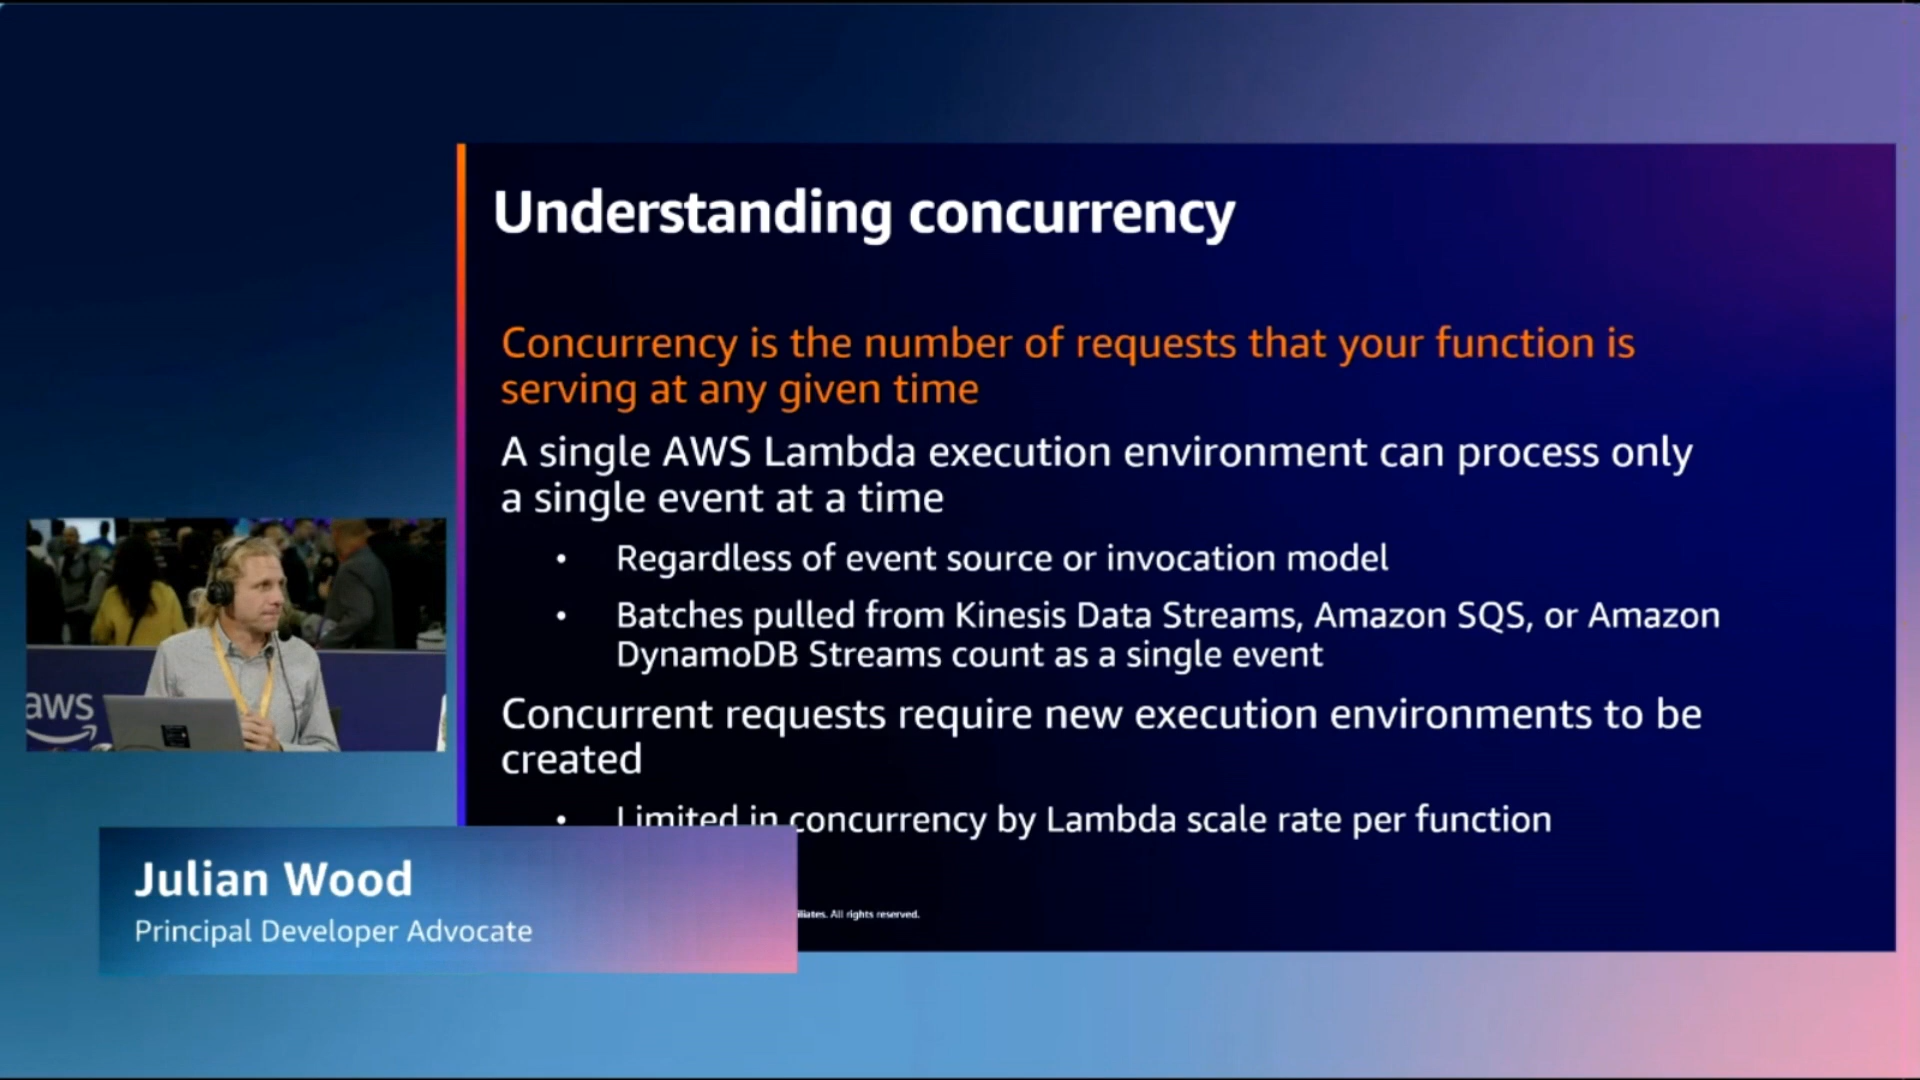 Understanding concurrency
Concurrency is the number of requests that your function is
serving at any given time
A single AWS Lambda execution environment can process only
a single event at a time
• Regardless of event source or invocation model
• Batches pulled from Kinesis Data Streams, Amazon SQS, or Amazon
DynamoDB Streams count as a single event
Concurrent requests require new execution environments to be
created
• Limited in concurrency by Lambda scale rate per function
aws
Julian Wood
Principal Developer Advocate
iliates. All rights reserved.